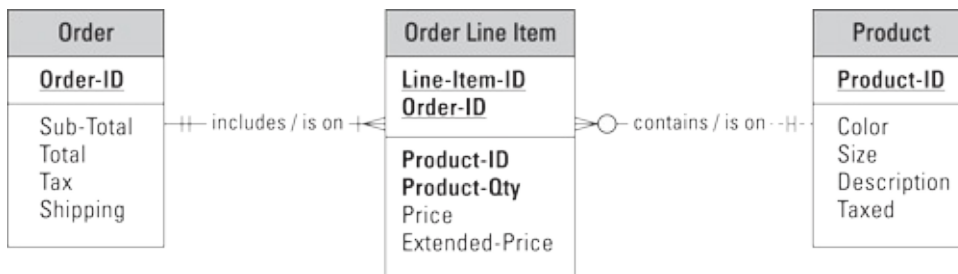 Order
Order-ID
Sub-Total
Total
Tax
Shipping
includes / is on
Order Line Item
Line-Item-ID
Order-ID
Product-ID
Product-Qty
Price
Extended-Price
contains / is on
Product
Product-ID
Color
Size
Description
Taxed